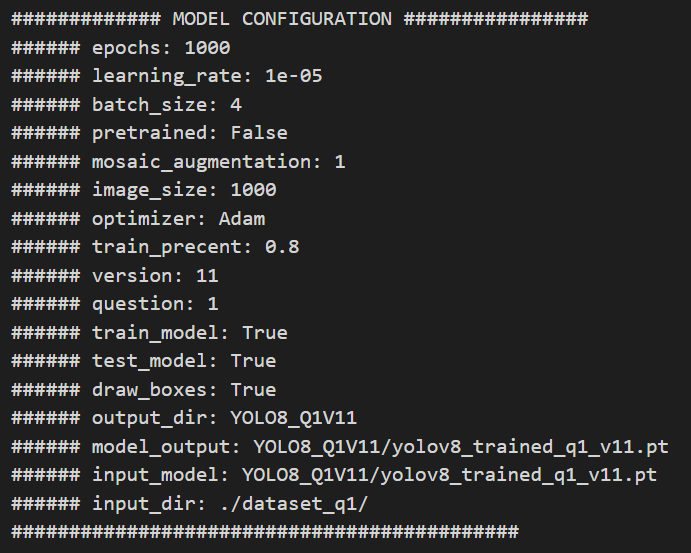 ############# MODEL CONFIGURATION ################
###### epochs: 1000
###### learning_rate: 1e-05
###### batch_size: 4
###### pretrained: False
###### mosaic_augmentation: 1
###### image_size: 1000
###### optimizer: Adam
###### train_precent: 0.8
###### version: 11
###### question: 1
###### train_model: True
###### test_model: True
###### draw_boxes: True
###### output_dir: YOLO8_Q1V11
###### model_output: YOLO8_Q1V11/yolov8_trained_q1_v11.pt
###### input_model: YOLO8_Q1V11/yolov8_trained_q1_v11.pt
###### input_dir: ./dataset_q1/
############################################